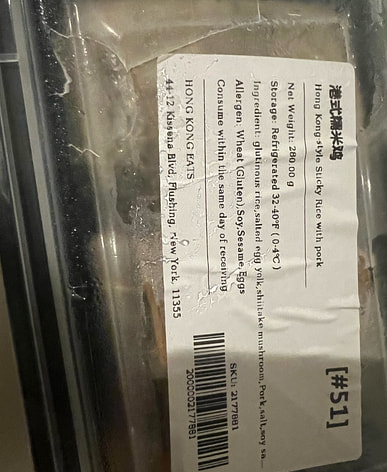 港式糯米鸡
Hong Kong style Sticky Rice with pork
[#51]
Net Weight: 280.00 g
Storage: Refrigerated 32-40°F (0-4℃)
Ingredient: glutinous rice,salted egg yolk,shiitake mushroom,Pork,salt,soy sa
Allergen: Wheat (Gluten),Soy,Sesame,Eggs
Consume within the same day of receiving
SKU: 2177881
2000002177881
HONG KONG EATS
44-12 Kissena Blvd, Flushing, New York, 11355